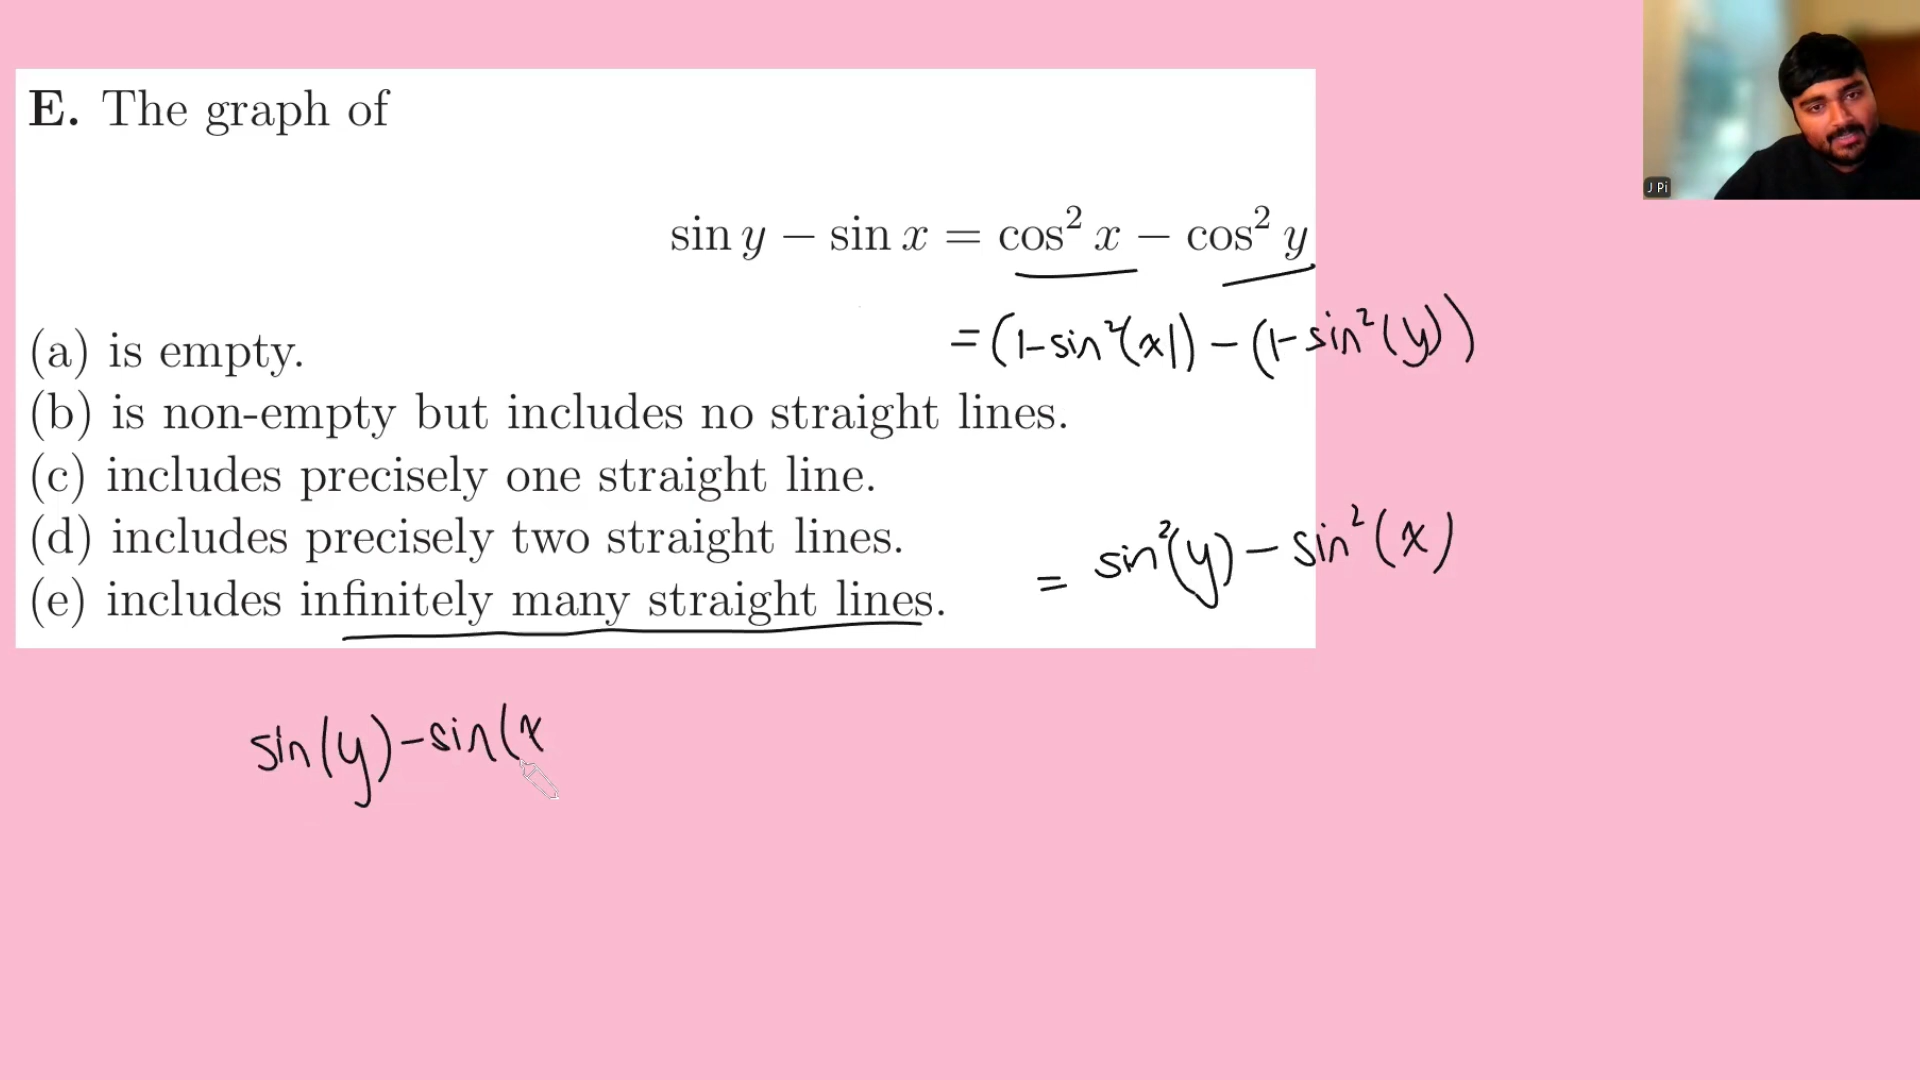 J Pi
E. The graph of
sin y − sin x = cos² x − cos² y
= (1-sin²(x)) - (1-sin²(y))
(a) is empty.
(b) is non-empty but includes no straight lines.
(c) includes precisely one straight line.
(d) includes precisely two straight lines.
(e) includes infinitely many straight lines.
= sin²(y) - sin²(x)
sin(y) - sin(x